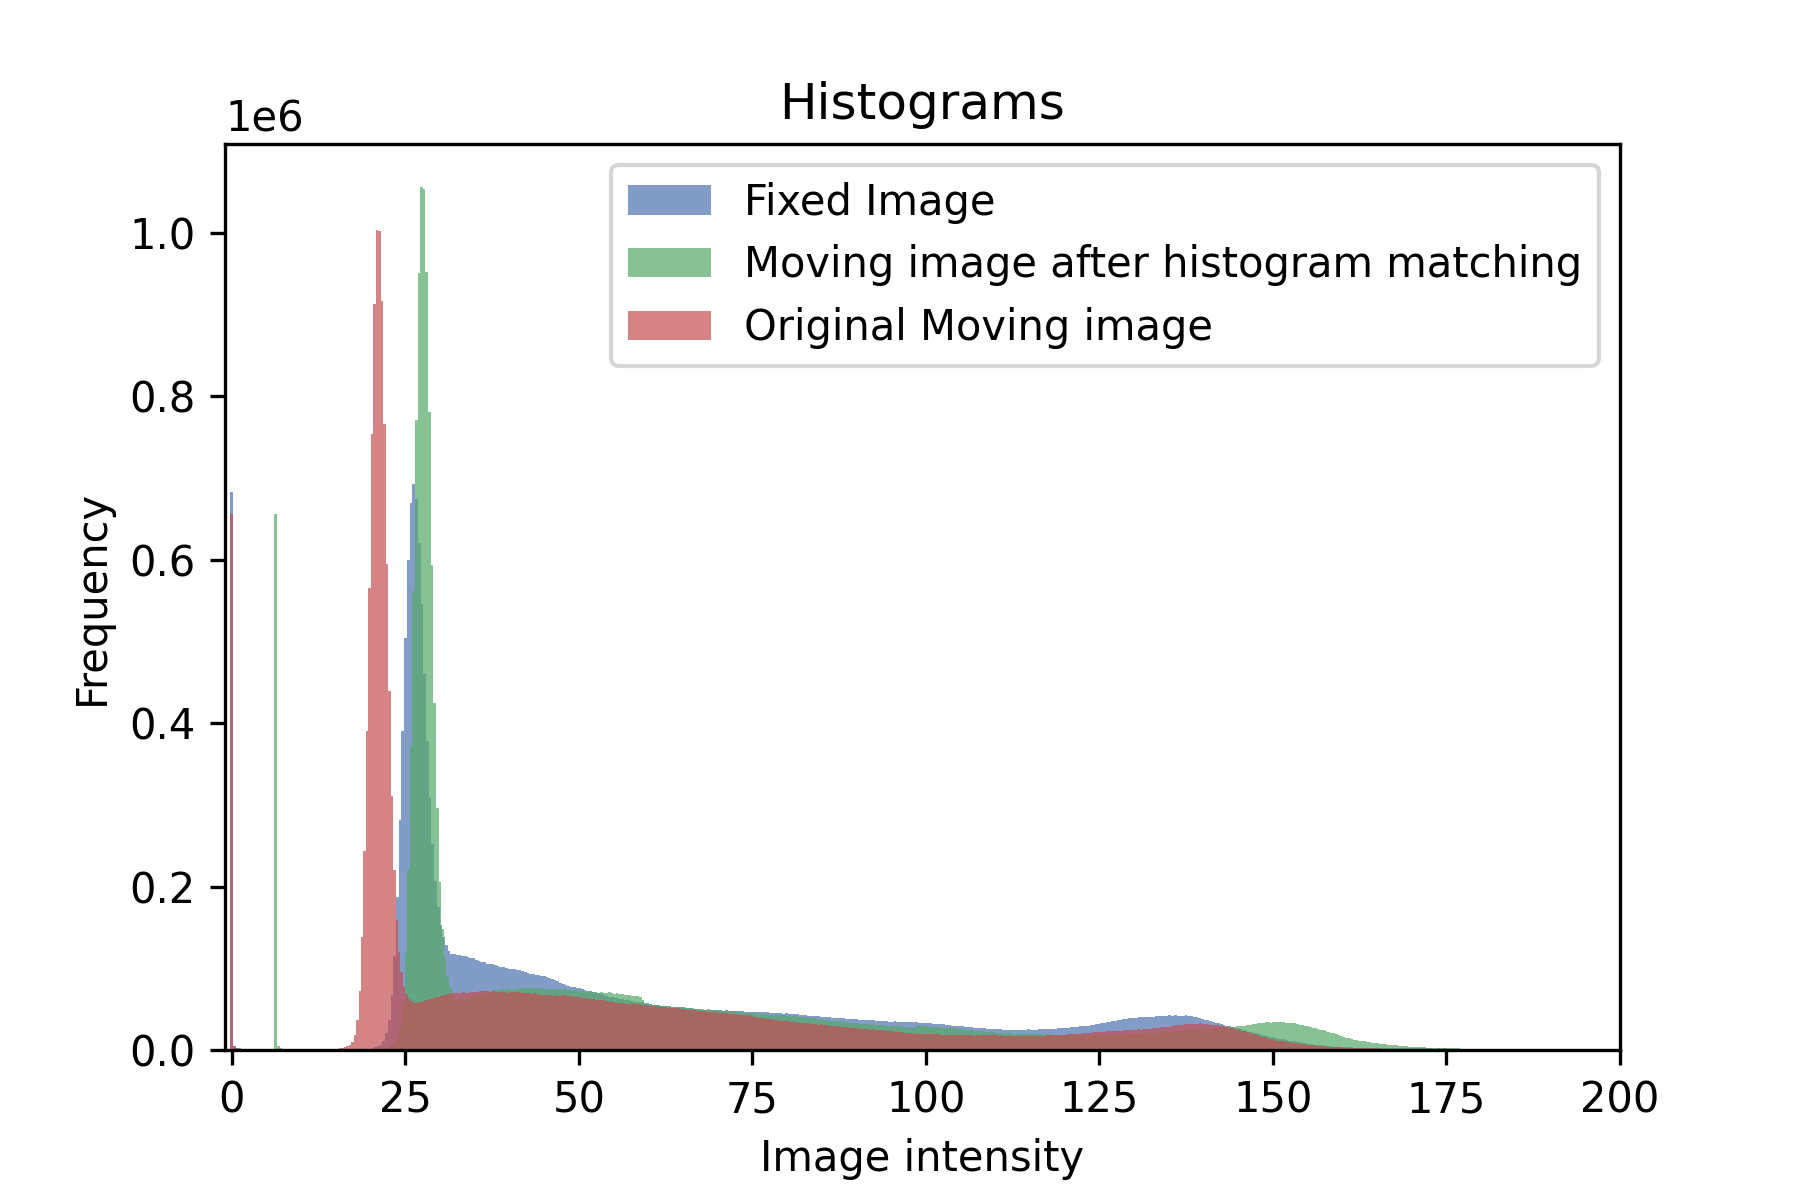 Histograms
1e6
Fixed Image
Moving image after histogram matching
Original Moving image
1.0
0.8
0.6
0.4
0.2
0.0
Frequency
0 25 50 75 100 125 150 175 200
Image intensity